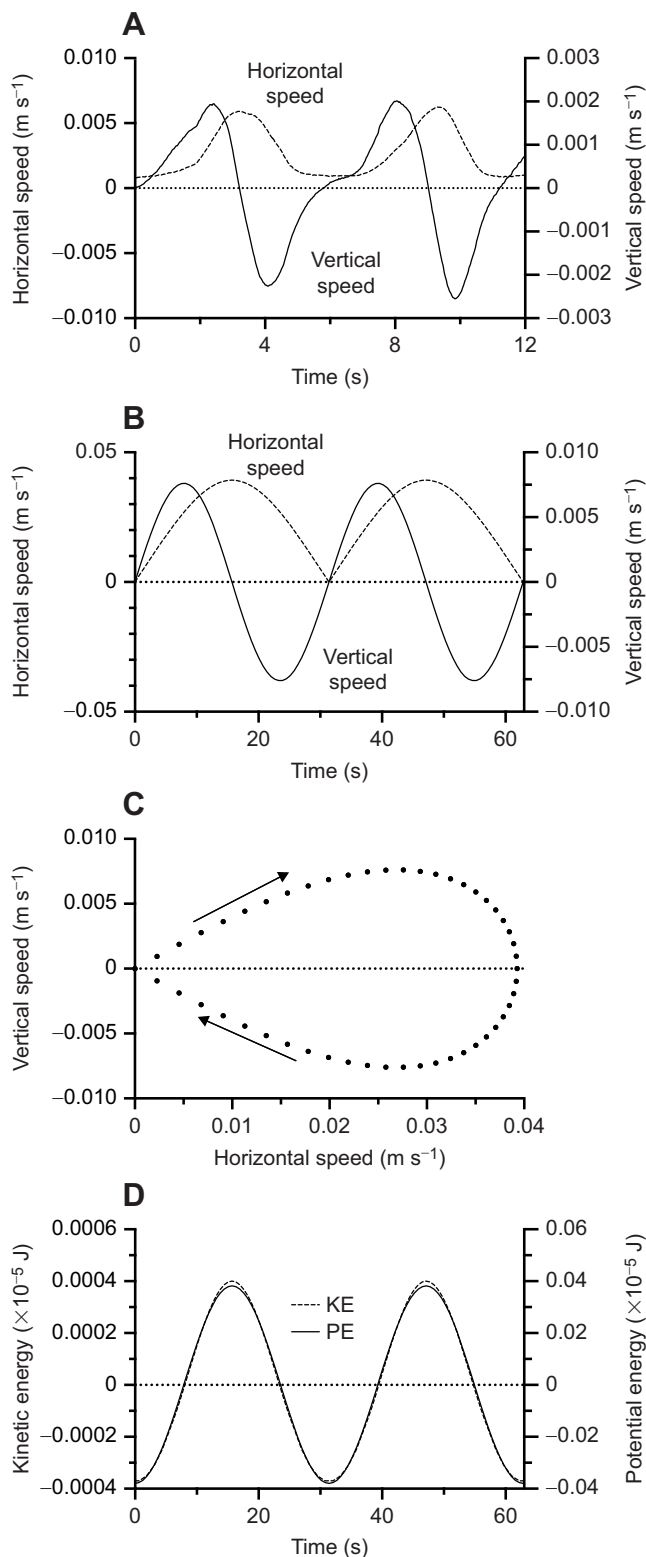 A
Horizontal speed (m s−1)
0.010
0.005
0
−0.005
−0.010
Horizontal
speed
Vertical
speed
0.003
0.002
0.001
0
−0.001
−0.002
−0.003
Vertical speed (m s−1)
0 4 8 12
Time (s)
B
Horizontal speed (m s−1)
0.05
0
−0.05
Horizontal
speed
Vertical
speed
0.010
0.005
0
−0.005
−0.010
Vertical speed (m s−1)
0 20 40 60
Time (s)
C
Vertical speed (m s−1)
0.010
0.005
0
−0.005
−0.010
0 0.01 0.02 0.03 0.04
Horizontal speed (m s−1)
D
Kinetic energy (×10−5 J)
0.0006
0.0004
0.0002
0
−0.0002
−0.0004
KE
PE
0.06
0.04
0.02
0
−0.02
−0.04
Potential energy (×10−5 J)
0 20 40 60
Time (s)